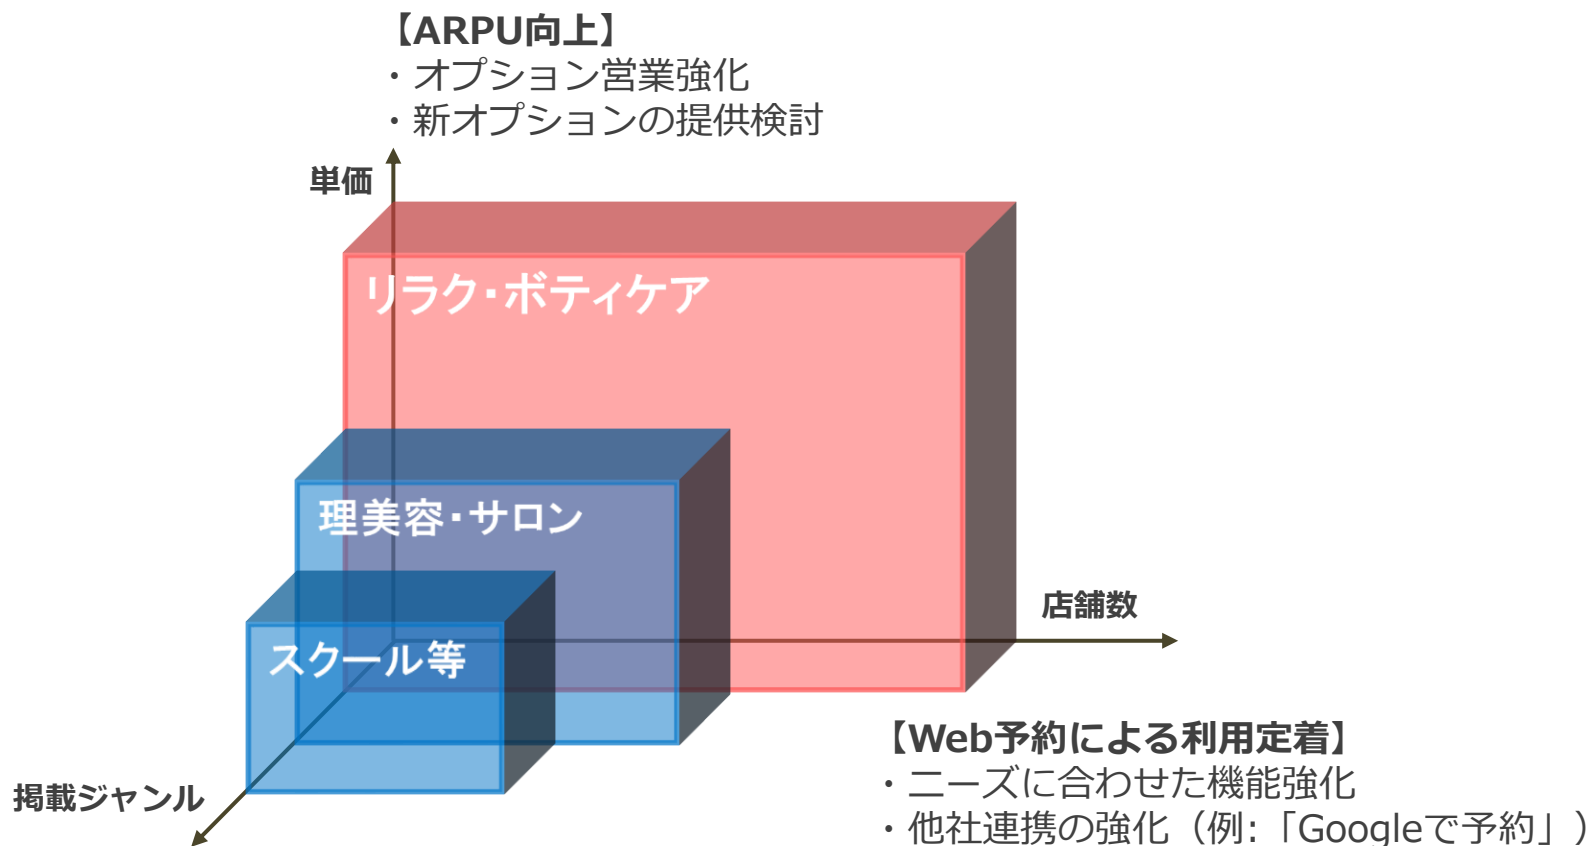 【ARPU向上】
・オプション営業強化
・新オプションの提供検討
単価
リラク・ボティケア
理美容・サロン
スクール等
店舗数
掲載ジャンル
【Web予約による利用定着】
・ニーズに合わせた機能強化
・他社連携の強化（例:「Googleで予約」）